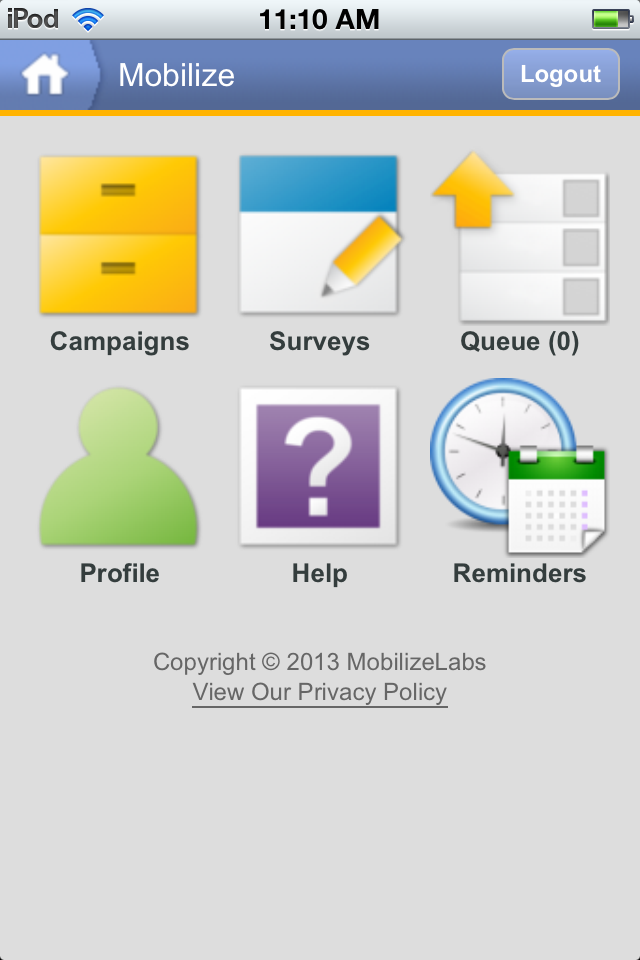 iPod 11:10 AM
Mobilize Logout
Campaigns Surveys Queue (0)
?
Profile Help Reminders
Copyright © 2013 MobilizeLabs
View Our Privacy Policy